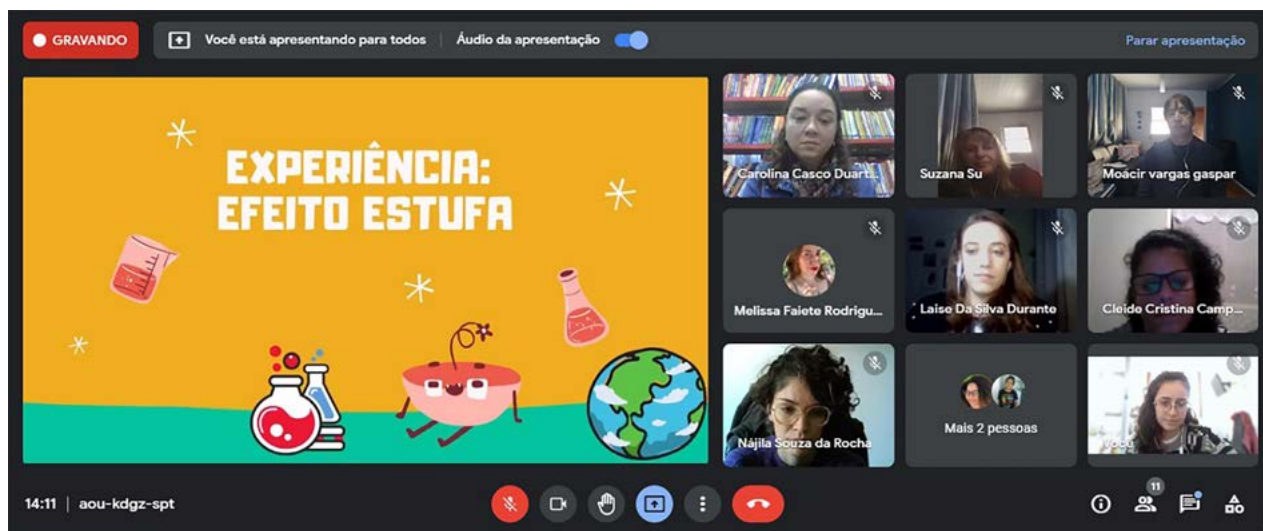 GRAVANDO
Você está apresentando para todos
Áudio da apresentação
Parar apresentação
EXPERIÊNCIA:
EFEITO ESTUFA
Carolina Casco Duart...
Suzana Su
Moácir vargas gaspar
Melissa Faiete Rodrigu...
Laise Da Silva Durante
Cleide Cristina Camp...
Nájila Souza da Rocha
Mais 2 pessoas
Você
14:11 | aou-kdgz-spt
11